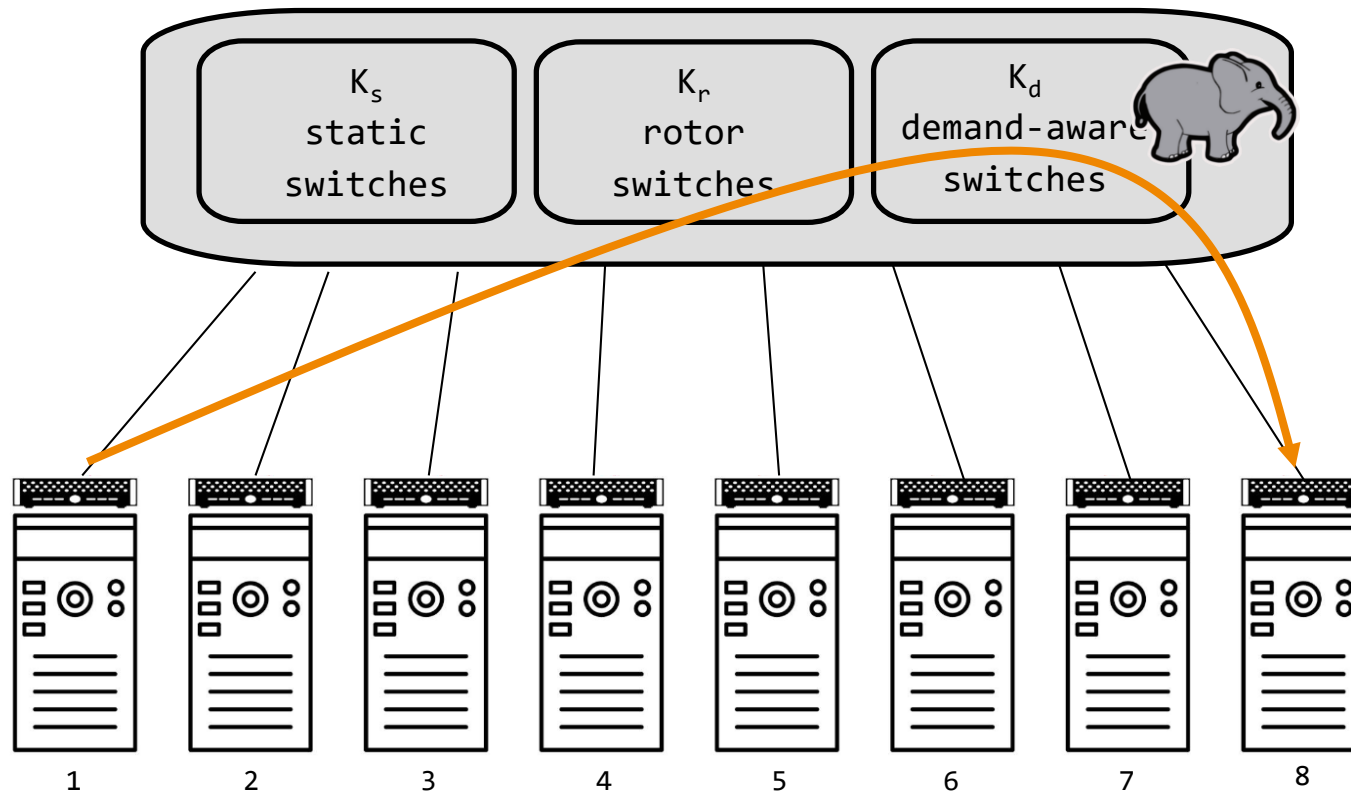 K_s
static
switches
K_r
rotor
switches
K_d
demand-aware
switches
1 2 3 4 5 6 7 8